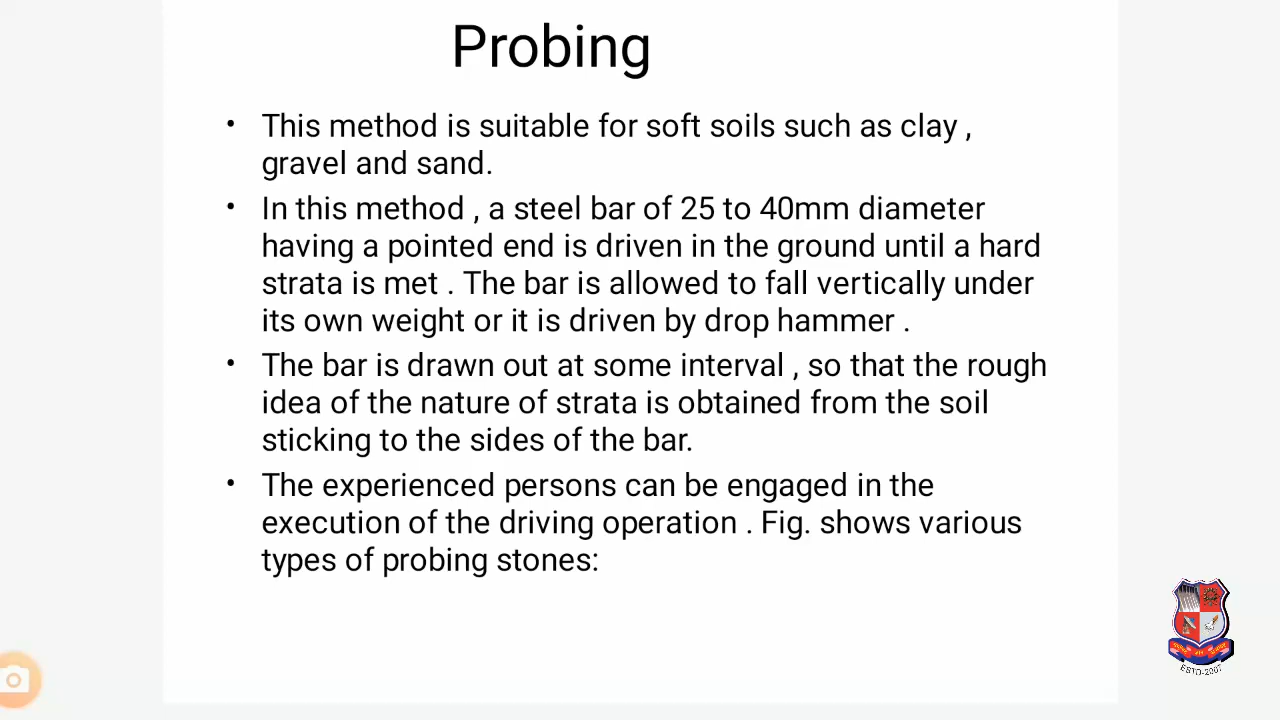 Probing
• This method is suitable for soft soils such as clay ,
gravel and sand.
• In this method , a steel bar of 25 to 40mm diameter
having a pointed end is driven in the ground until a hard
strata is met . The bar is allowed to fall vertically under
its own weight or it is driven by drop hammer .
• The bar is drawn out at some interval , so that the rough
idea of the nature of strata is obtained from the soil
sticking to the sides of the bar.
• The experienced persons can be engaged in the
execution of the driving operation . Fig. shows various
types of probing stones:
ESTD-2007